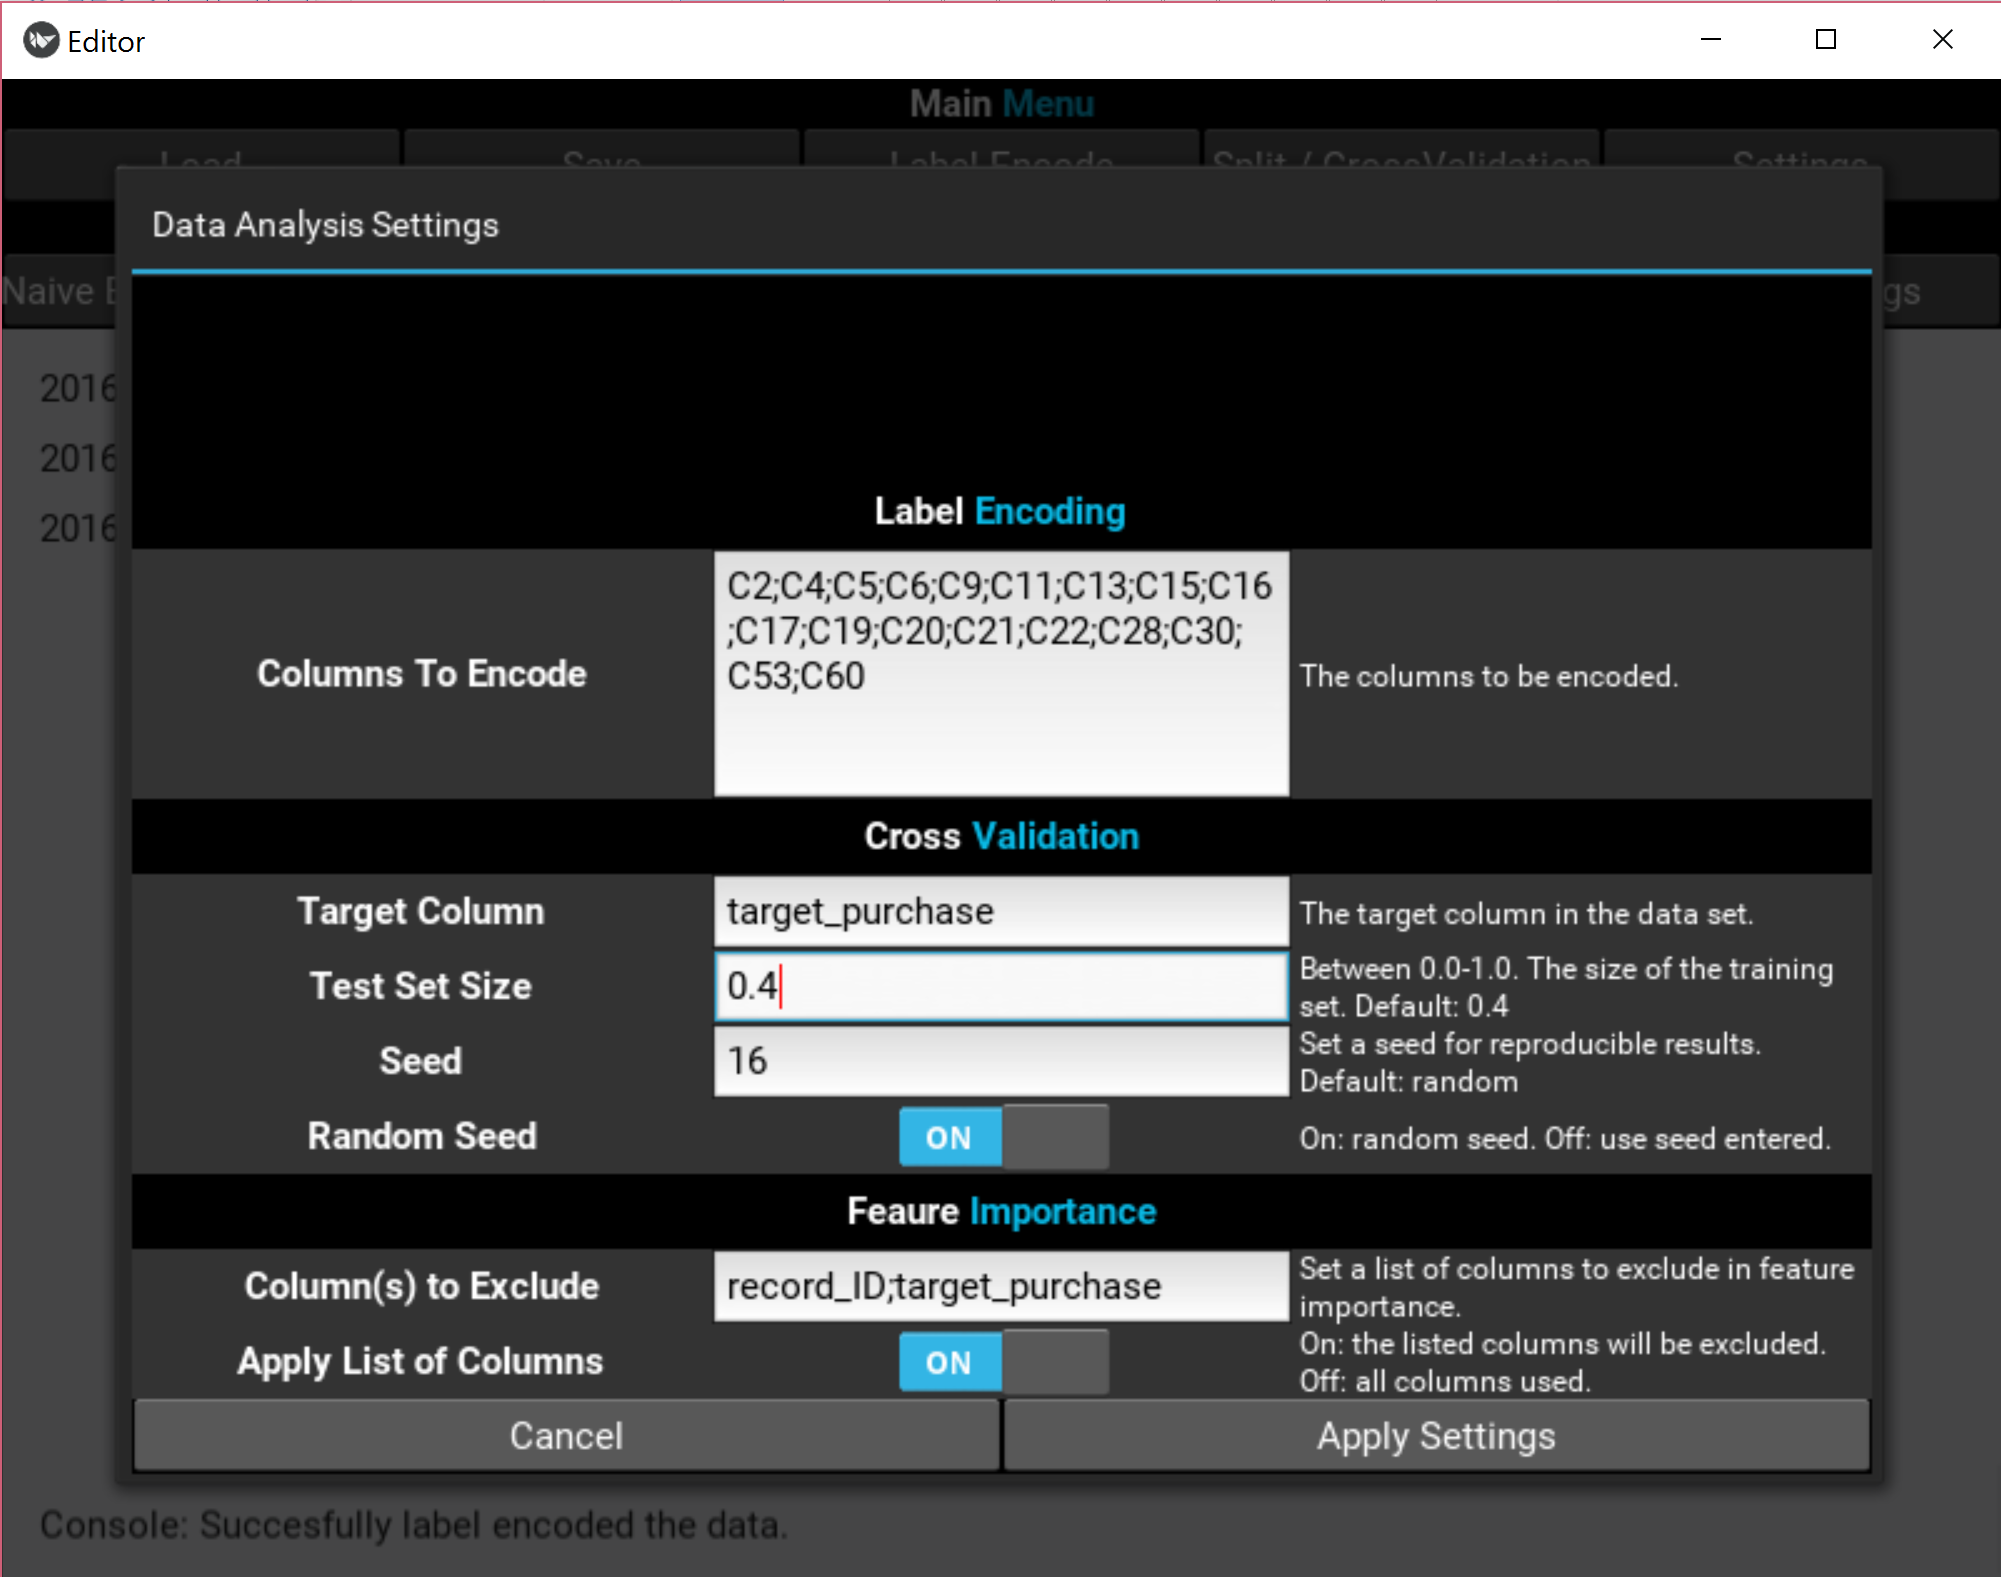 Editor
Main Menu
Load Save Label Encode Split / CrossValidation Settings
Data Analysis Settings
Naive
gs
2016
2016
2016
Label Encoding
Columns To Encode
C2;C4;C5;C6;C9;C11;C13;C15;C16
;C17;C19;C20;C21;C22;C28;C30;
C53;C60
The columns to be encoded.
Cross Validation
Target Column
target_purchase
The target column in the data set.
Test Set Size
0.4
Between 0.0-1.0. The size of the training
set. Default: 0.4
Seed
16
Set a seed for reproducible results.
Default: random
Random Seed
ON
On: random seed. Off: use seed entered.
Feaure Importance
Column(s) to Exclude
record_ID;target_purchase
Set a list of columns to exclude in feature
importance.
Apply List of Columns
ON
On: the listed columns will be excluded.
Off: all columns used.
Cancel
Apply Settings
Console: Succesfully label encoded the data.